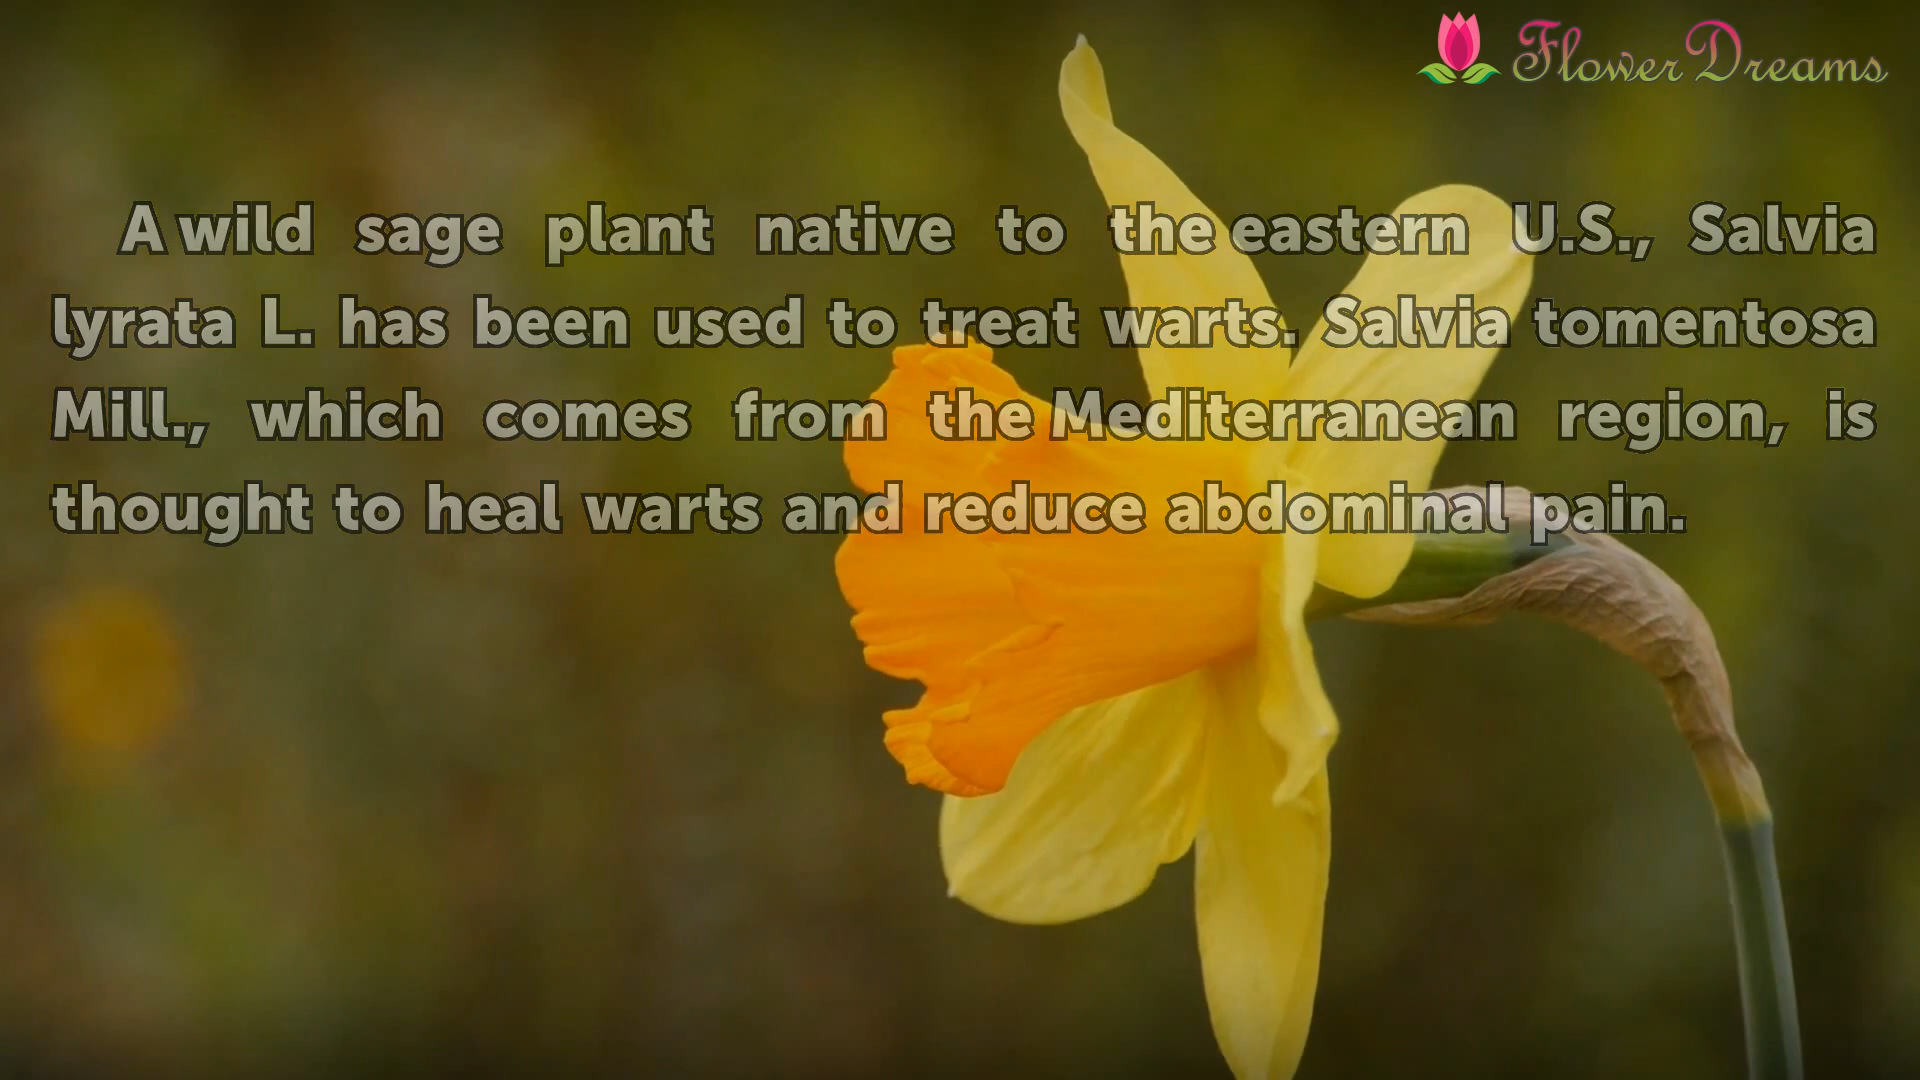 Flower Dreams
A wild sage plant native to the eastern U.S., Salvia
lyrata L. has been used to treat warts. Salvia tomentosa
Mill., which comes from the Mediterranean region, is
thought to heal warts and reduce abdominal pain.